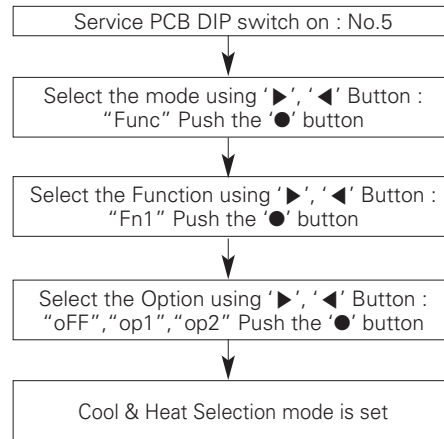 Service PCB DIP switch on : No.5
Select the mode using ‘▶’, ‘◀’ Button :
“Func” Push the ‘●’ button
Select the Function using ‘▶’, ‘◀’ Button :
“Fn1” Push the ‘●’ button
Select the Option using ‘▶’, ‘◀’ Button :
“oFF”,“op1”,“op2” Push the ‘●’ button
Cool & Heat Selection mode is set